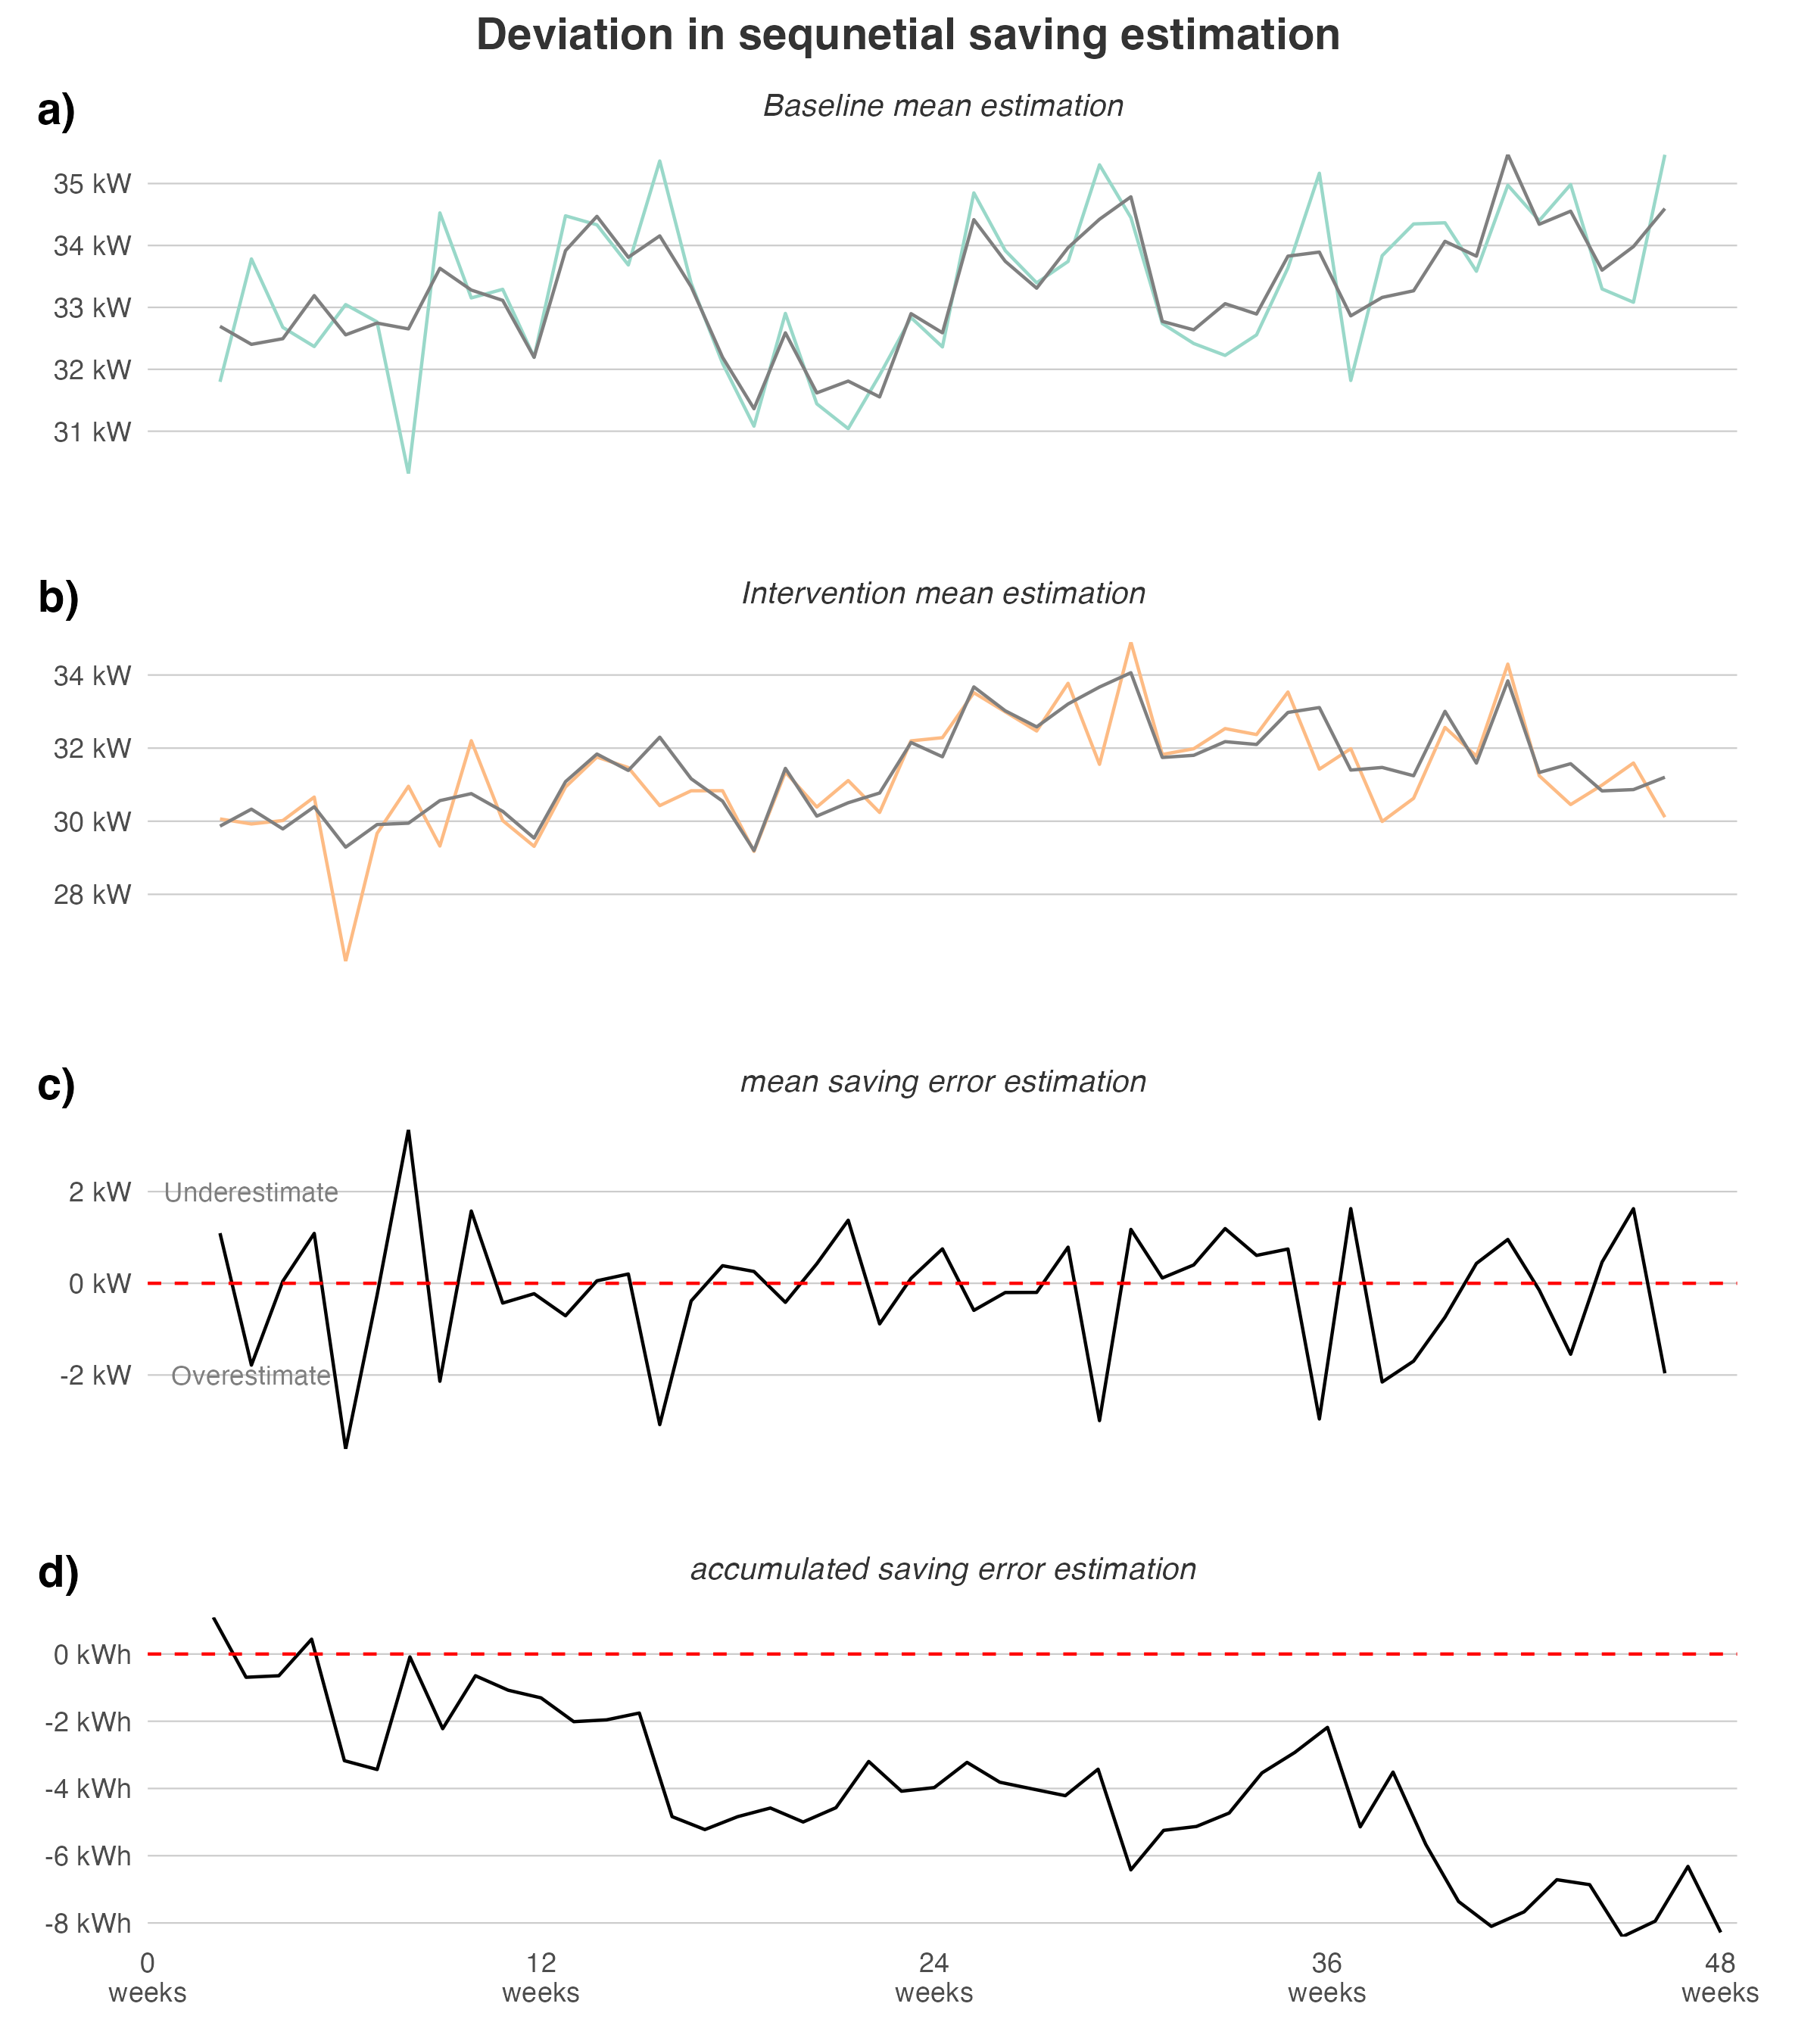 Deviation in sequnetial saving estimation
a)
Baseline mean estimation
35 kW
34 kW
33 kW
32 kW
31 kW
b)
Intervention mean estimation
34 kW
32 kW
30 kW
28 kW
c)
mean saving error estimation
2 kW
Underestimate
0 kW
-2 kW
Overestimate
d)
accumulated saving error estimation
0 kWh
-2 kWh
-4 kWh
-6 kWh
-8 kWh
0
weeks
12
weeks
24
weeks
36
weeks
48
weeks